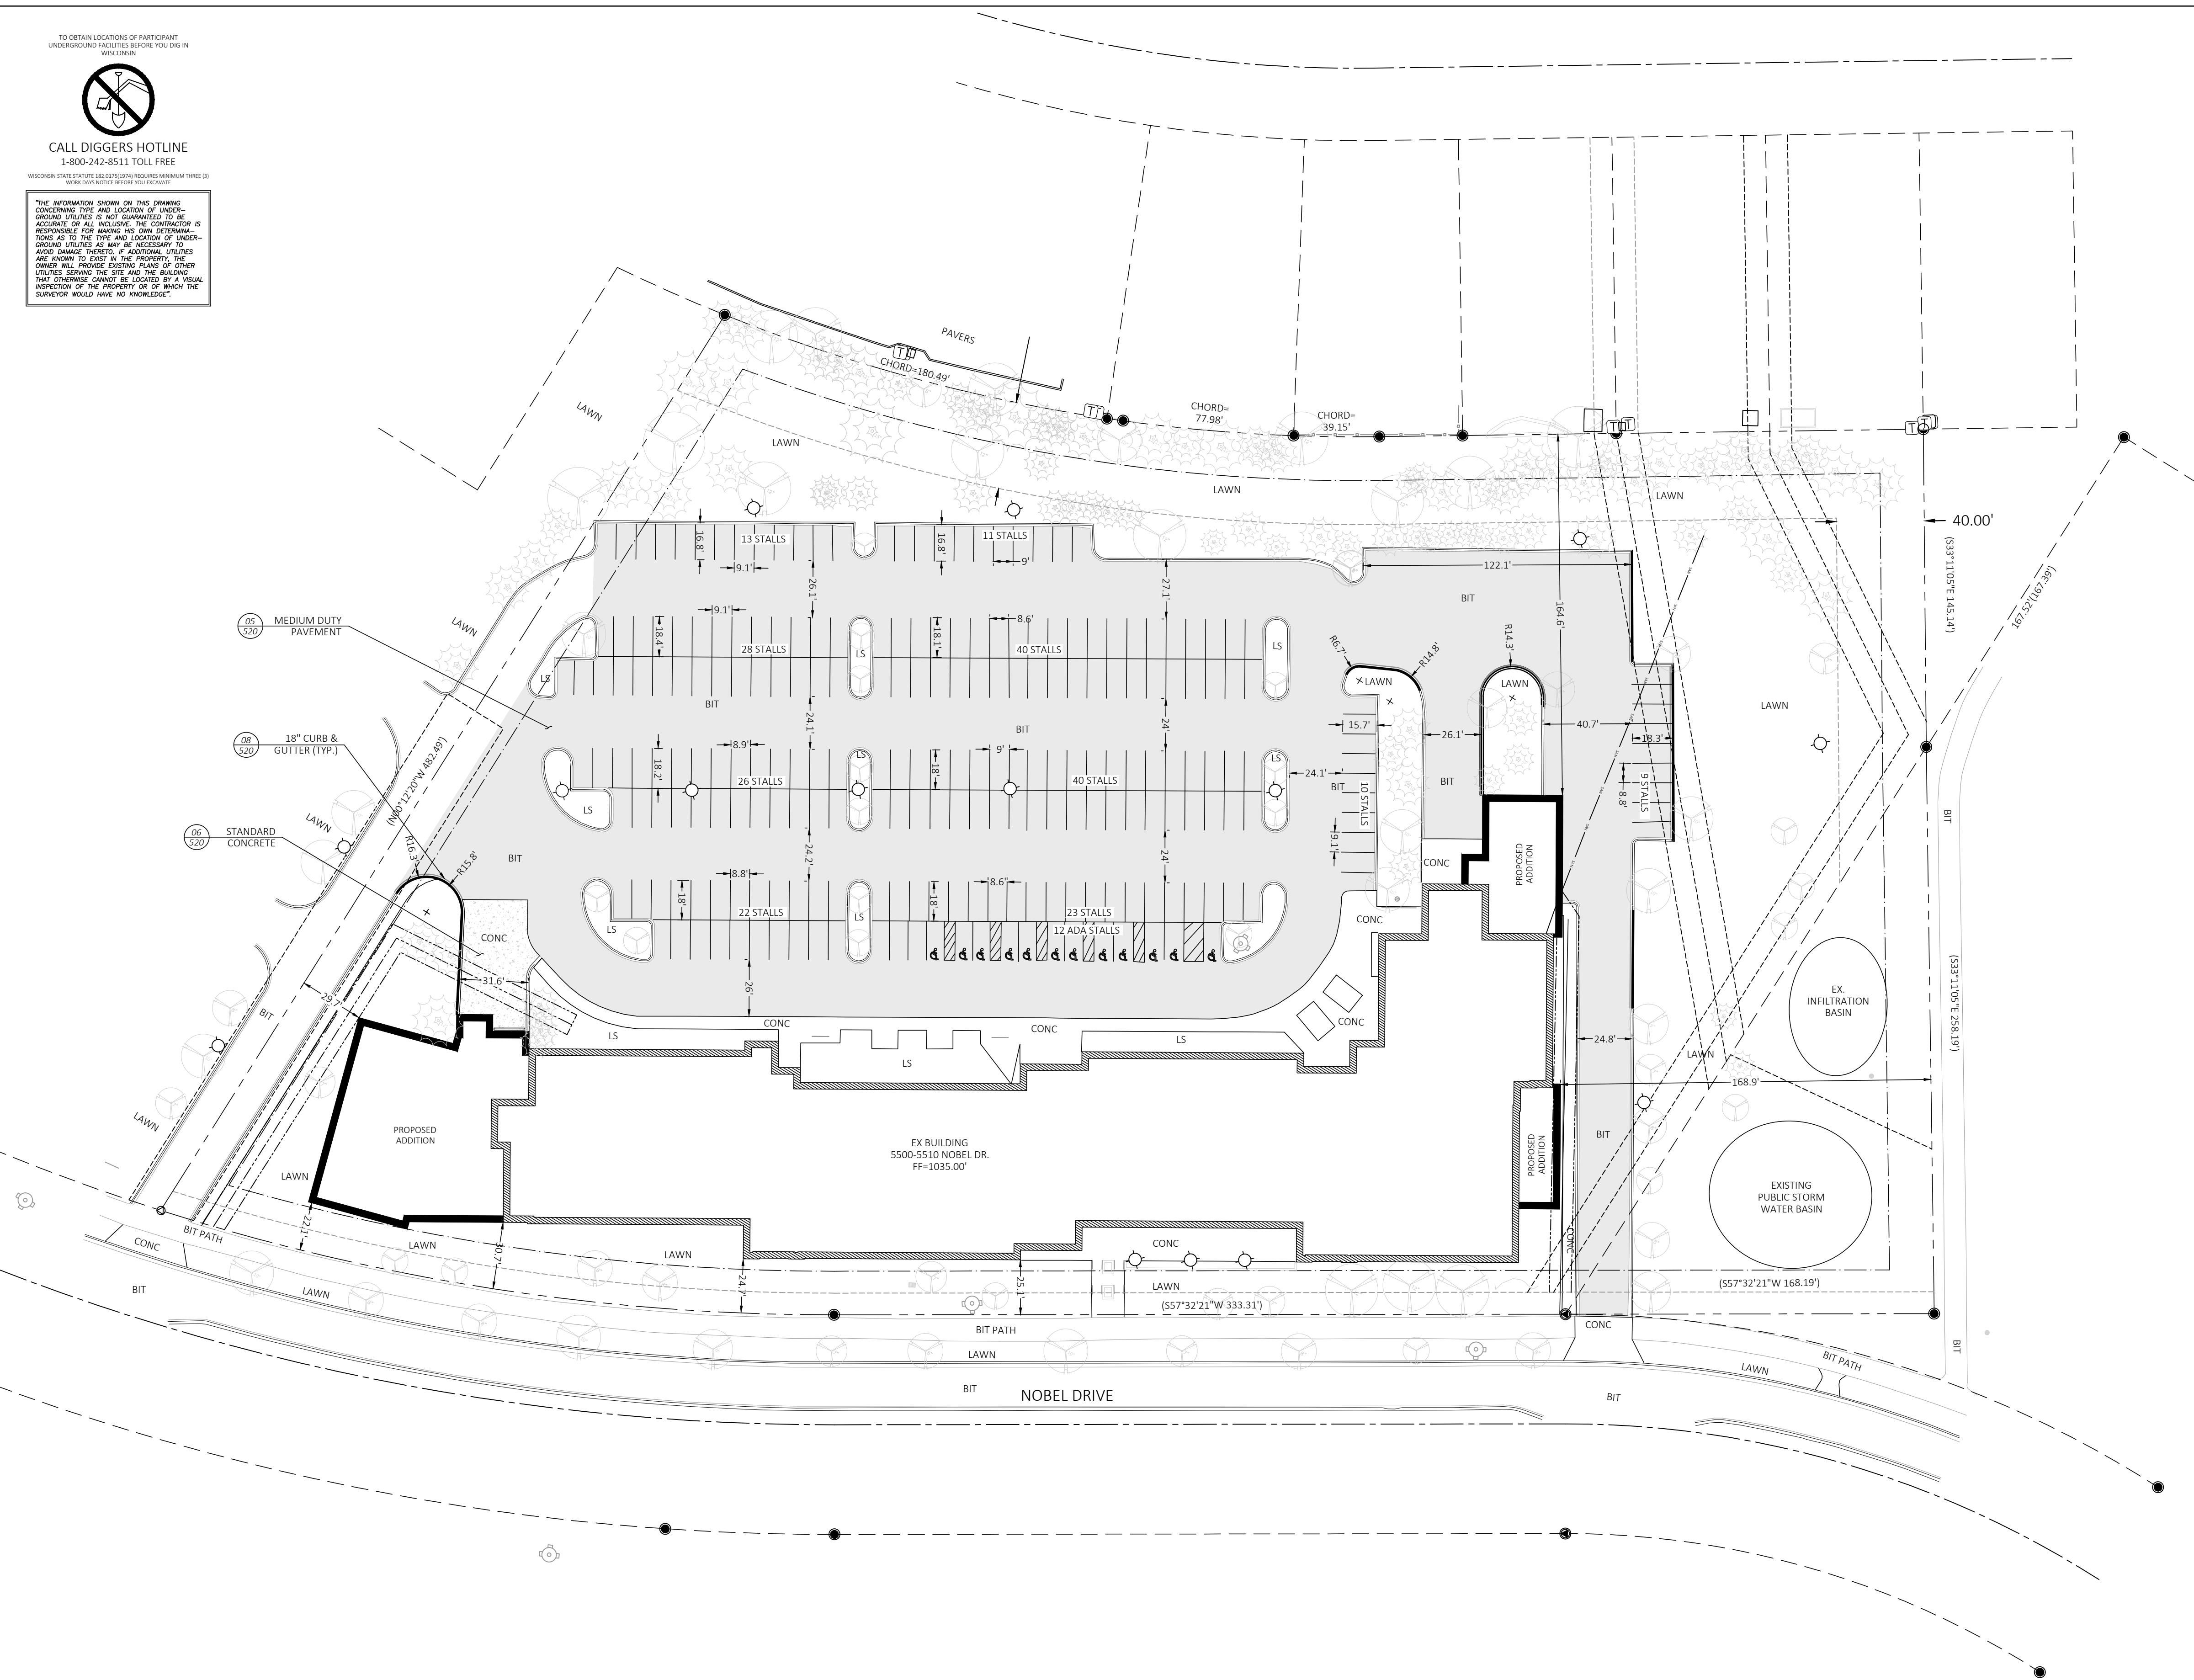 TO OBTAIN LOCATIONS OF PARTICIPANT
UNDERGROUND FACILITIES BEFORE YOU DIG IN
WISCONSIN
CALL DIGGERS HOTLINE
1-800-242-8511 TOLL FREE
WISCONSIN STATE STATUTE 182.0175(1974) REQUIRES MINIMUM THREE (3)
WORK DAYS NOTICE BEFORE YOU EXCAVATE
"THE INFORMATION SHOWN ON THIS DRAWING
CONCERNING TYPE AND LOCATION OF UNDER-
GROUND UTILITIES IS NOT GUARANTEED TO BE
ACCURATE OR ALL INCLUSIVE. THE CONTRACTOR IS
RESPONSIBLE FOR MAKING HIS OWN DETERMINA-
TIONS AS TO THE TYPE AND LOCATION OF UNDER-
GROUND UTILITIES AS MAY BE NECESSARY TO
AVOID DAMAGE THERETO. IF ADDITIONAL UTILITIES
ARE KNOWN TO EXIST IN THE PROPERTY, THE
OWNER WILL PROVIDE EXISTING PLANS OF OTHER
UTILITIES SERVING THE SITE AND THE BUILDING
THAT OTHERWISE CANNOT BE LOCATED BY A VISUAL
INSPECTION OF THE PROPERTY OR OF WHICH THE
SURVEYOR WOULD HAVE NO KNOWLEDGE".
PAVERS
T
CHORD=180.49'
T
CHORD=
77.98'
CHORD=
39.15'
T T
T
LAWN
LAWN
LAWN
LAWN
40.00'
(S33°11'05"E 145.14')
167.52'(167.39')
16.8'
13 STALLS
9.1'
16.8'
11 STALLS
9'
26.1'
27.1'
122.1'
BIT
164.6'
05
520
MEDIUM DUTY
PAVEMENT
LAWN
9.1'
18.4'
28 STALLS
LS
18.1'
8.6'
40 STALLS
LS
LS
R6.7'
R14.8'
R14.3'
LAWN
LAWN
BIT
24.1'
BIT
24'
15.7'
26.1'
40.7'
18.3'
LAWN
08
520
18" CURB &
GUTTER (TYP.)
(N00°12'20"W 482.49')
8.9'
18.2'
26 STALLS
LS
LS
9'
18'
40 STALLS
LS
24.1'
BIT
10 STALLS
9.1'
BIT
9 STALLS
8.8'
06
520
STANDARD
CONCRETE
LAWN
R16.3'
R15.8'
BIT
24.2'
24'
CONC
PROPOSED
ADDITION
BIT
8.8'
18'
22 STALLS
LS
LS
18'
8.6'
23 STALLS
12 ADA STALLS
CONC
CONC
31.6'
29.7'
26'
BIT
CONC
LS
CONC
LS
CONC
LS
EX.
INFILTRATION
BASIN
(S33°11'05"E 258.19')
24.8'
LAWN
168.9'
LAWN
PROPOSED
ADDITION
EX BUILDING
5500-5510 NOBEL DR.
FF=1035.00'
PROPOSED
ADDITION
BIT
EXISTING
PUBLIC STORM
WATER BASIN
LAWN
22.1'
BIT PATH
CONC
LAWN
30.7'
LAWN
24.7'
25.1'
CONC
LAWN
CONC
(S57°32'21"W 333.31')
(S57°32'21"W 168.19')
BIT
LAWN
BIT PATH
LAWN
CONC
BIT
NOBEL DRIVE
BIT
LAWN
BIT PATH
BIT